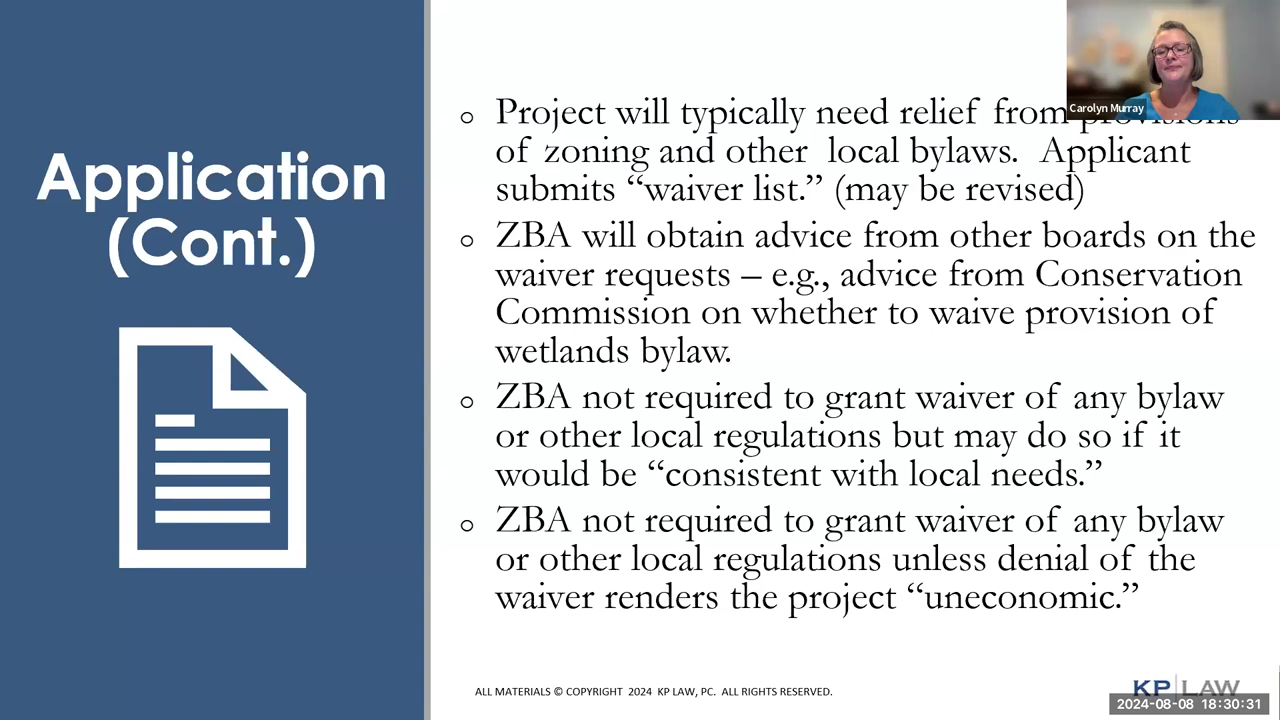 Application
(Cont.)
Carolyn Murray
○ Project will typically need relief from provisions
of zoning and other local bylaws. Applicant
submits “waiver list.” (may be revised)
○ ZBA will obtain advice from other boards on the
waiver requests – e.g., advice from Conservation
Commission on whether to waive provision of
wetlands bylaw.
○ ZBA not required to grant waiver of any bylaw
or other local regulations but may do so if it
would be “consistent with local needs.”
○ ZBA not required to grant waiver of any bylaw
or other local regulations unless denial of the
waiver renders the project “uneconomic.”
ALL MATERIALS © COPYRIGHT 2024 KP LAW, PC. ALL RIGHTS RESERVED.
KP | LAW
2024-08-08 18:30:31